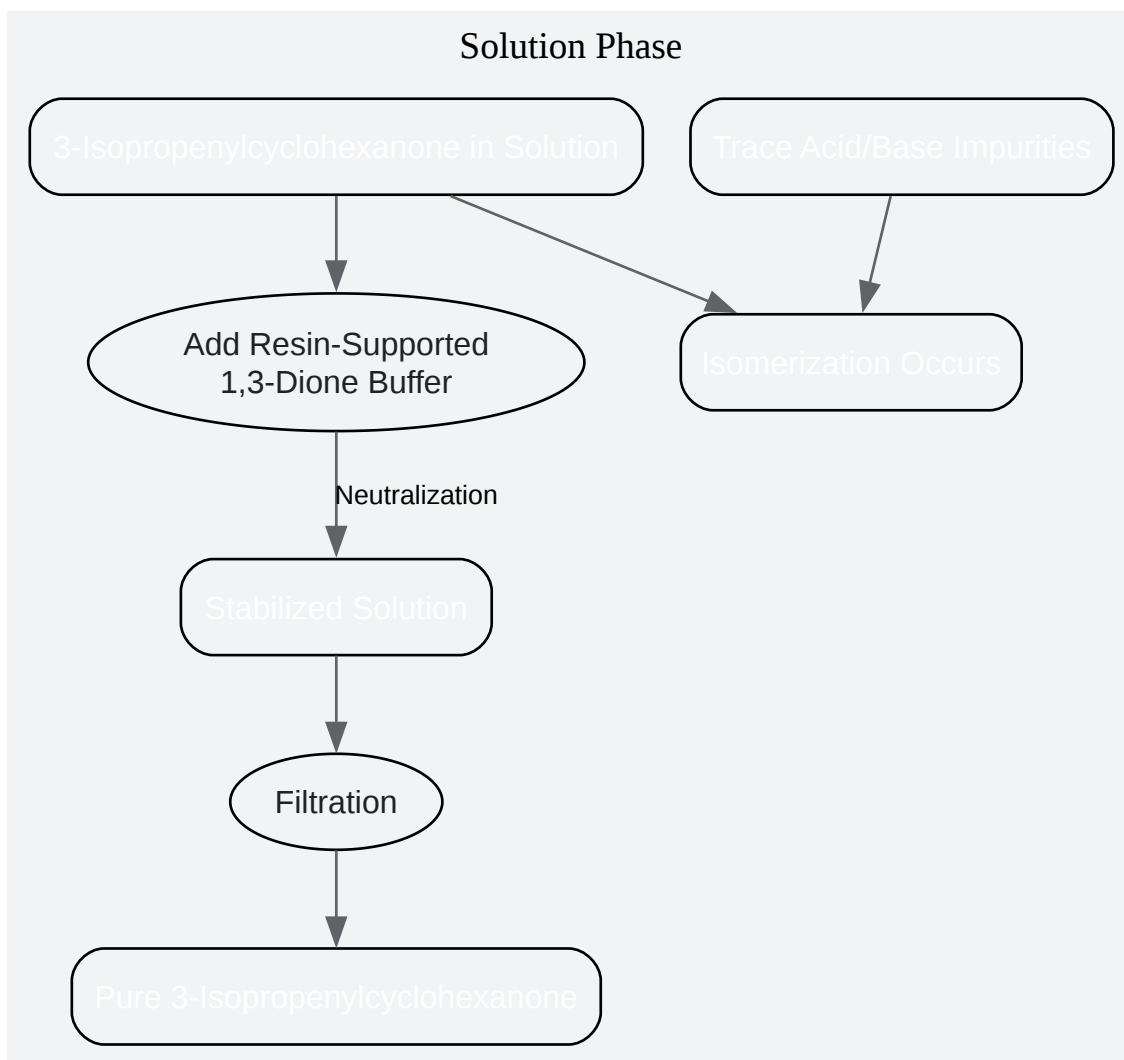 Solution Phase
3-Isopropenylcyclohexanone in Solution
Trace Acid/Base Impurities
Add Resin-Supported
1,3-Dione Buffer
Isomerization Occurs
Neutralization
Stabilized Solution
Filtration
Pure 3-Isopropenylcyclohexanone